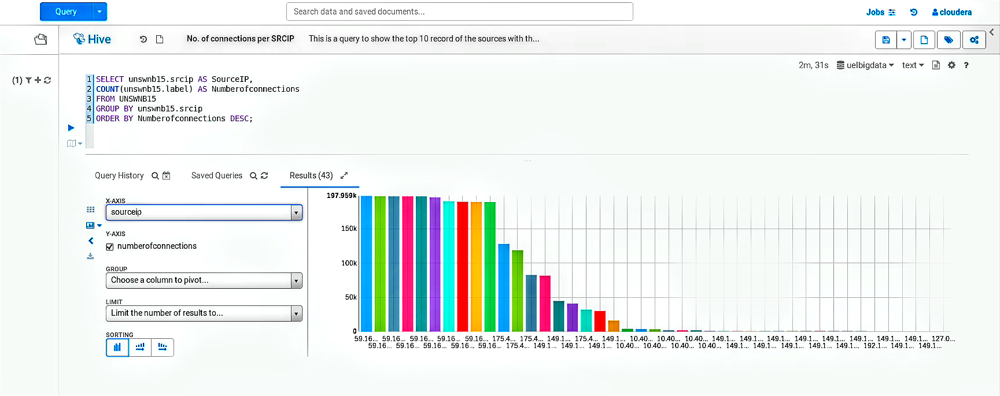 Query
Search data and saved documents...
Jobs
cloudera
Hive
No. of connections per SRCIP
This is a query to show the top 10 record of the sources with th...
2m, 31s
uelbigdata
text
?
(1)
1 SELECT unswnb15.srcip AS SourceIP,
2 COUNT(unswnb15.label) AS Numberofconnections
3 FROM UNSWNB15
4 GROUP BY unswnb15.srcip
5 ORDER BY Numberofconnections DESC;
Query History
Saved Queries
Results (43)
X-AXIS
sourceip
Y-AXIS
numberofconnections
GROUP
Choose a column to pivot...
LIMIT
Limit the number of results to...
SORTING
197.959k
150k
100k
50k
0
59.16... 59.16... 59.16... 59.16... 59.16... 175.4... 175.4... 149.1... 175.4... 149.1... 10.40... 10.40... 10.40... 149.1... 149.1... 149.1... 149.1... 149.1... 149.1... 149.1... 149.1... 127.0...
59.16... 59.16... 59.16... 59.16... 59.16... 175.4... 149.1... 149.1... 149.1... 10.40... 10.40... 10.40... 10.40... 149.1... 149.1... 149.1... 149.1... 149.1... 192.1... 149.1... 149.1...